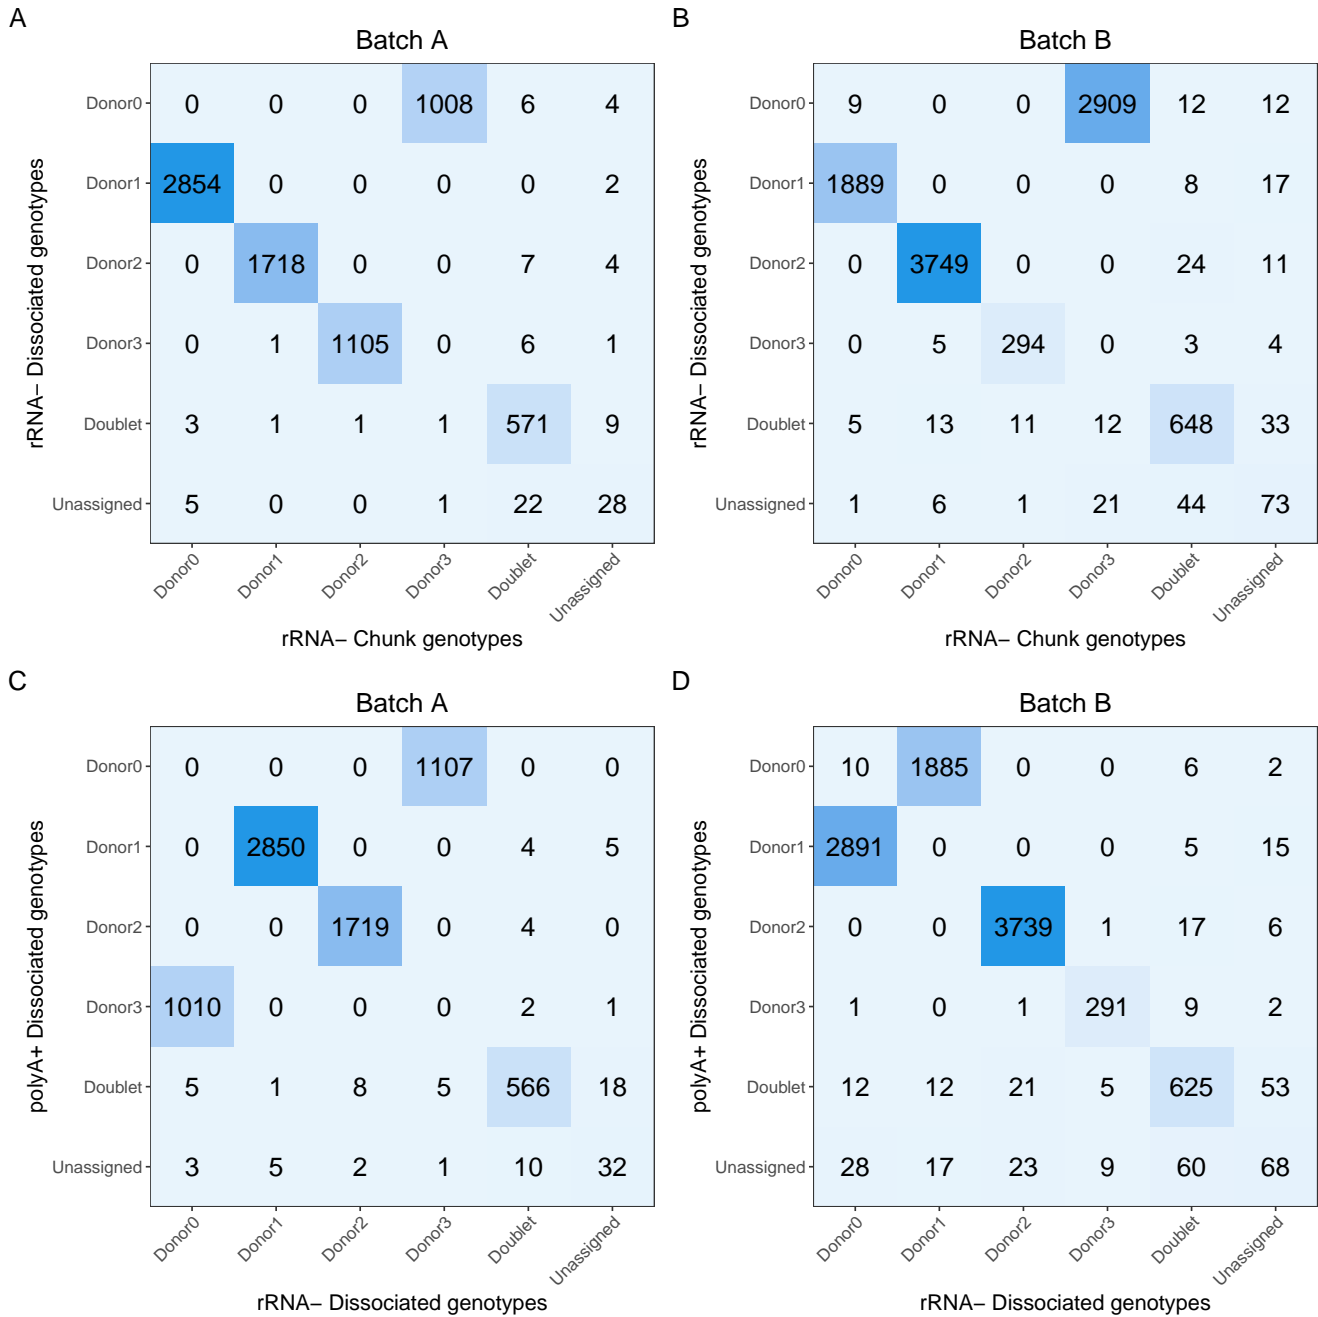 A
Batch A
rRNA− Dissociated genotypes
Donor0 0 0 0 1008 6 4
Donor1 2854 0 0 0 0 2
Donor2 0 1718 0 0 7 4
Donor3 0 1 1105 0 6 1
Doublet 3 1 1 1 571 9
Unassigned 5 0 0 1 22 28
Donor0 Donor1 Donor2 Donor3 Doublet Unassigned
rRNA− Chunk genotypes
B
Batch B
rRNA− Dissociated genotypes
Donor0 9 0 0 2909 12 12
Donor1 1889 0 0 0 8 17
Donor2 0 3749 0 0 24 11
Donor3 0 5 294 0 3 4
Doublet 5 13 11 12 648 33
Unassigned 1 6 1 21 44 73
Donor0 Donor1 Donor2 Donor3 Doublet Unassigned
rRNA− Chunk genotypes
C
Batch A
polyA+ Dissociated genotypes
Donor0 0 0 0 1107 0 0
Donor1 0 2850 0 0 4 5
Donor2 0 0 1719 0 4 0
Donor3 1010 0 0 0 2 1
Doublet 5 1 8 5 566 18
Unassigned 3 5 2 1 10 32
Donor0 Donor1 Donor2 Donor3 Doublet Unassigned
rRNA− Dissociated genotypes
D
Batch B
polyA+ Dissociated genotypes
Donor0 10 1885 0 0 6 2
Donor1 2891 0 0 0 5 15
Donor2 0 0 3739 1 17 6
Donor3 1 0 1 291 9 2
Doublet 12 12 21 5 625 53
Unassigned 28 17 23 9 60 68
Donor0 Donor1 Donor2 Donor3 Doublet Unassigned
rRNA− Dissociated genotypes